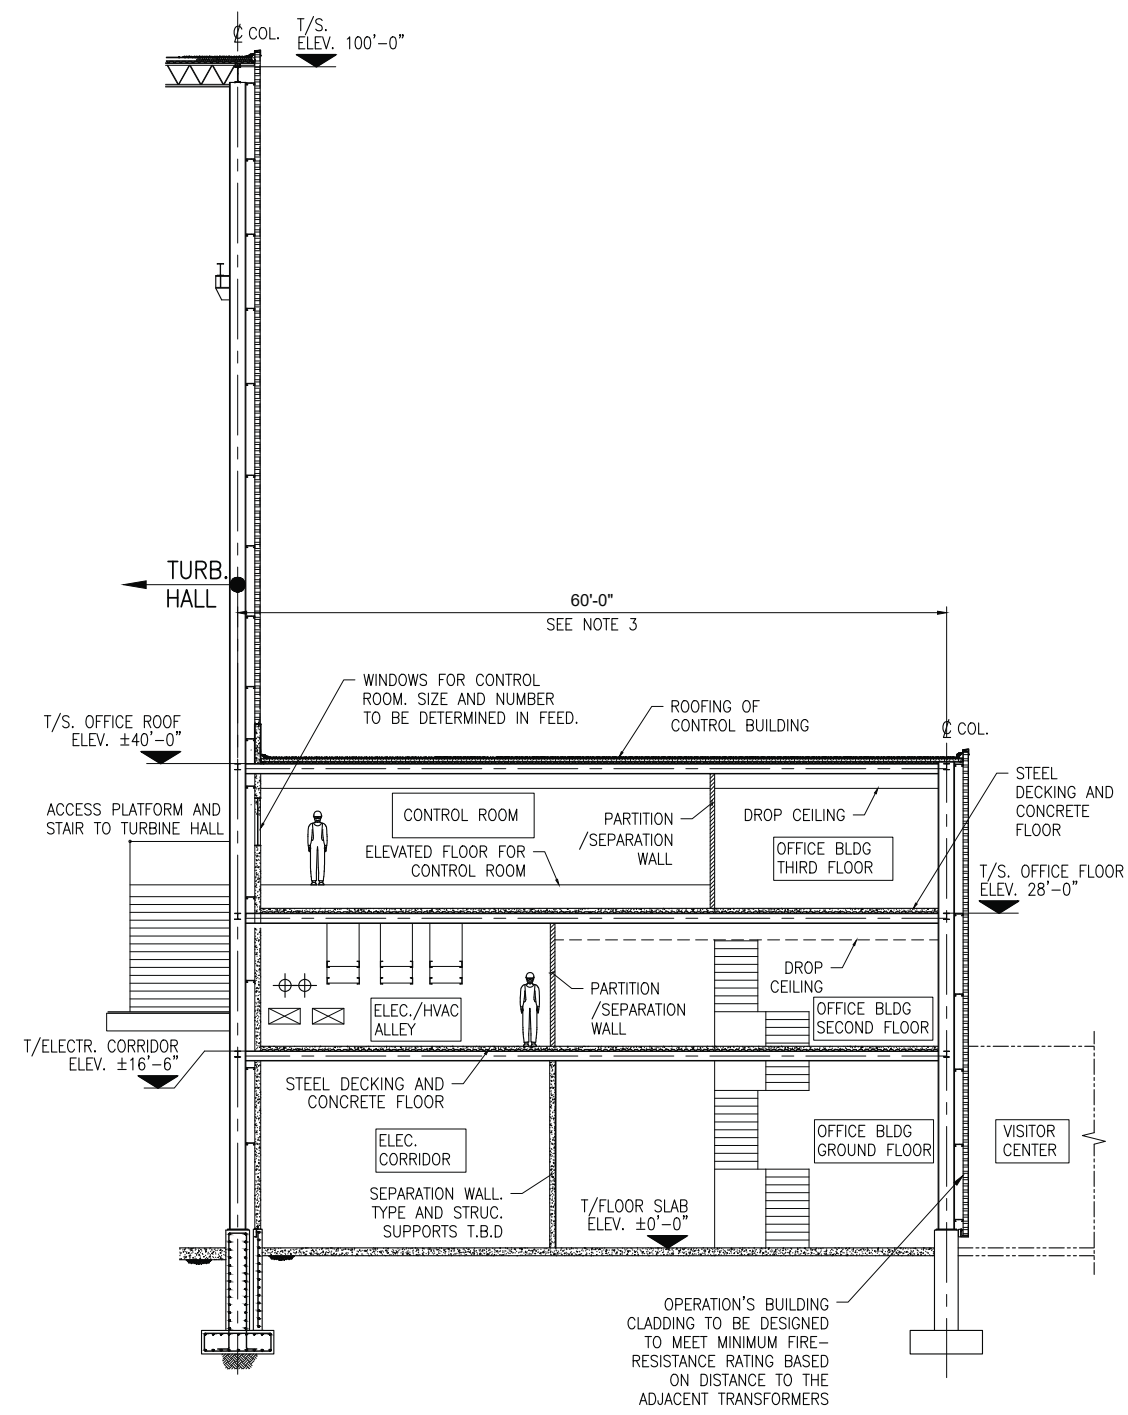 ℄ COL.
T/S.
ELEV. 100'-0"
TURB.
HALL
60'-0"
SEE NOTE 3
WINDOWS FOR CONTROL
ROOM. SIZE AND NUMBER
TO BE DETERMINED IN FEED.
T/S. OFFICE ROOF
ELEV. ±40'-0"
ROOFING OF
CONTROL BUILDING
℄ COL.
STEEL
DECKING AND
CONCRETE
FLOOR
ACCESS PLATFORM AND
STAIR TO TURBINE HALL
CONTROL ROOM
PARTITION
/SEPARATION
WALL
DROP CEILING
OFFICE BLDG
THIRD FLOOR
ELEVATED FLOOR FOR
CONTROL ROOM
T/S. OFFICE FLOOR
ELEV. 28'-0"
DROP
CEILING
PARTITION
/SEPARATION
WALL
ELEC./HVAC
ALLEY
OFFICE BLDG
SECOND FLOOR
T/ELECTR. CORRIDOR
ELEV. ±16'-6"
STEEL DECKING AND
CONCRETE FLOOR
ELEC.
CORRIDOR
OFFICE BLDG
GROUND FLOOR
VISITOR
CENTER
SEPARATION WALL.
TYPE AND STRUC.
SUPPORTS T.B.D
T/FLOOR SLAB
ELEV. ±0'-0"
OPERATION'S BUILDING
CLADDING TO BE DESIGNED
TO MEET MINIMUM FIRE-
RESISTANCE RATING BASED
ON DISTANCE TO THE
ADJACENT TRANSFORMERS